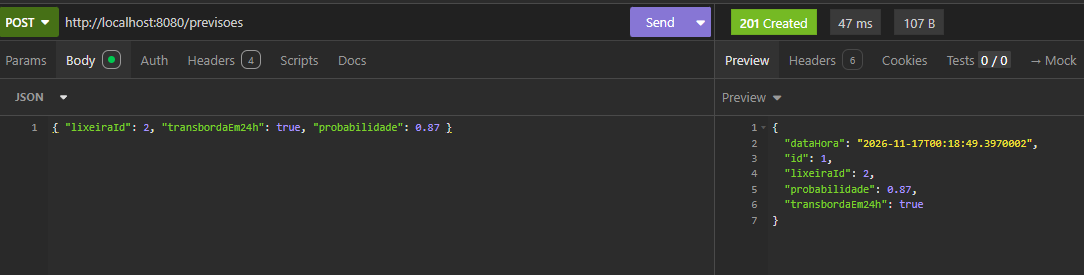 POST http://localhost:8080/previsoes Send 201 Created 47 ms 107 B
Params Body Auth Headers 4 Scripts Docs Preview Headers 6 Cookies Tests 0 / 0 → Mock
JSON Preview
1 { "lixeiraId": 2, "transbordaEm24h": true, "probabilidade": 0.87 }
1 {
2 "dataHora": "2026-11-17T00:18:49.3970002",
3 "id": 1,
4 "lixeiraId": 2,
5 "probabilidade": 0.87,
6 "transbordaEm24h": true
7 }